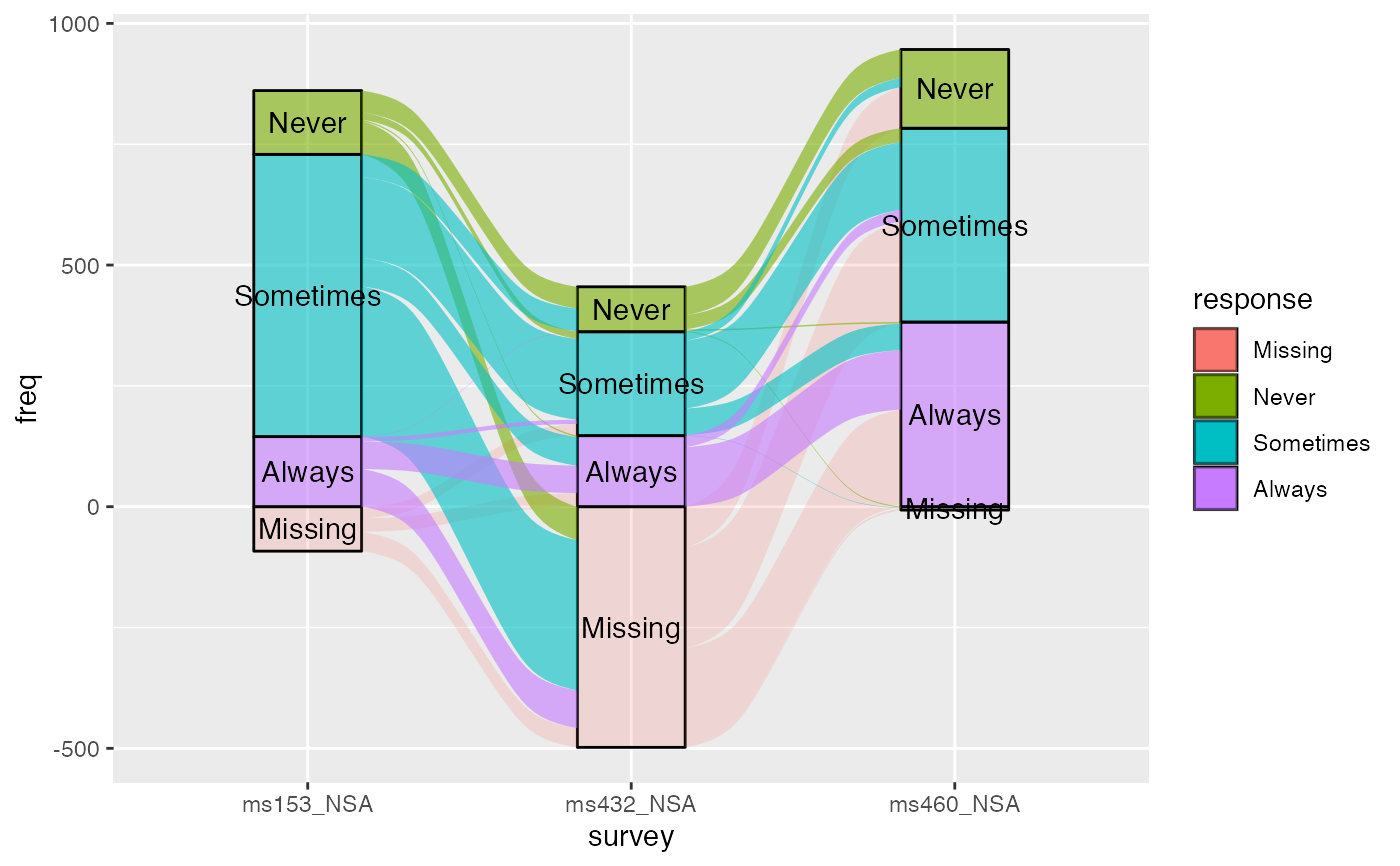 1000
500
0
-500
freq
Never
Sometimes
Always
Missing
Never
Sometimes
Always
Missing
Never
Sometimes
Always
Missing
ms153_NSA
ms432_NSA
ms460_NSA
survey
response
Missing
Never
Sometimes
Always